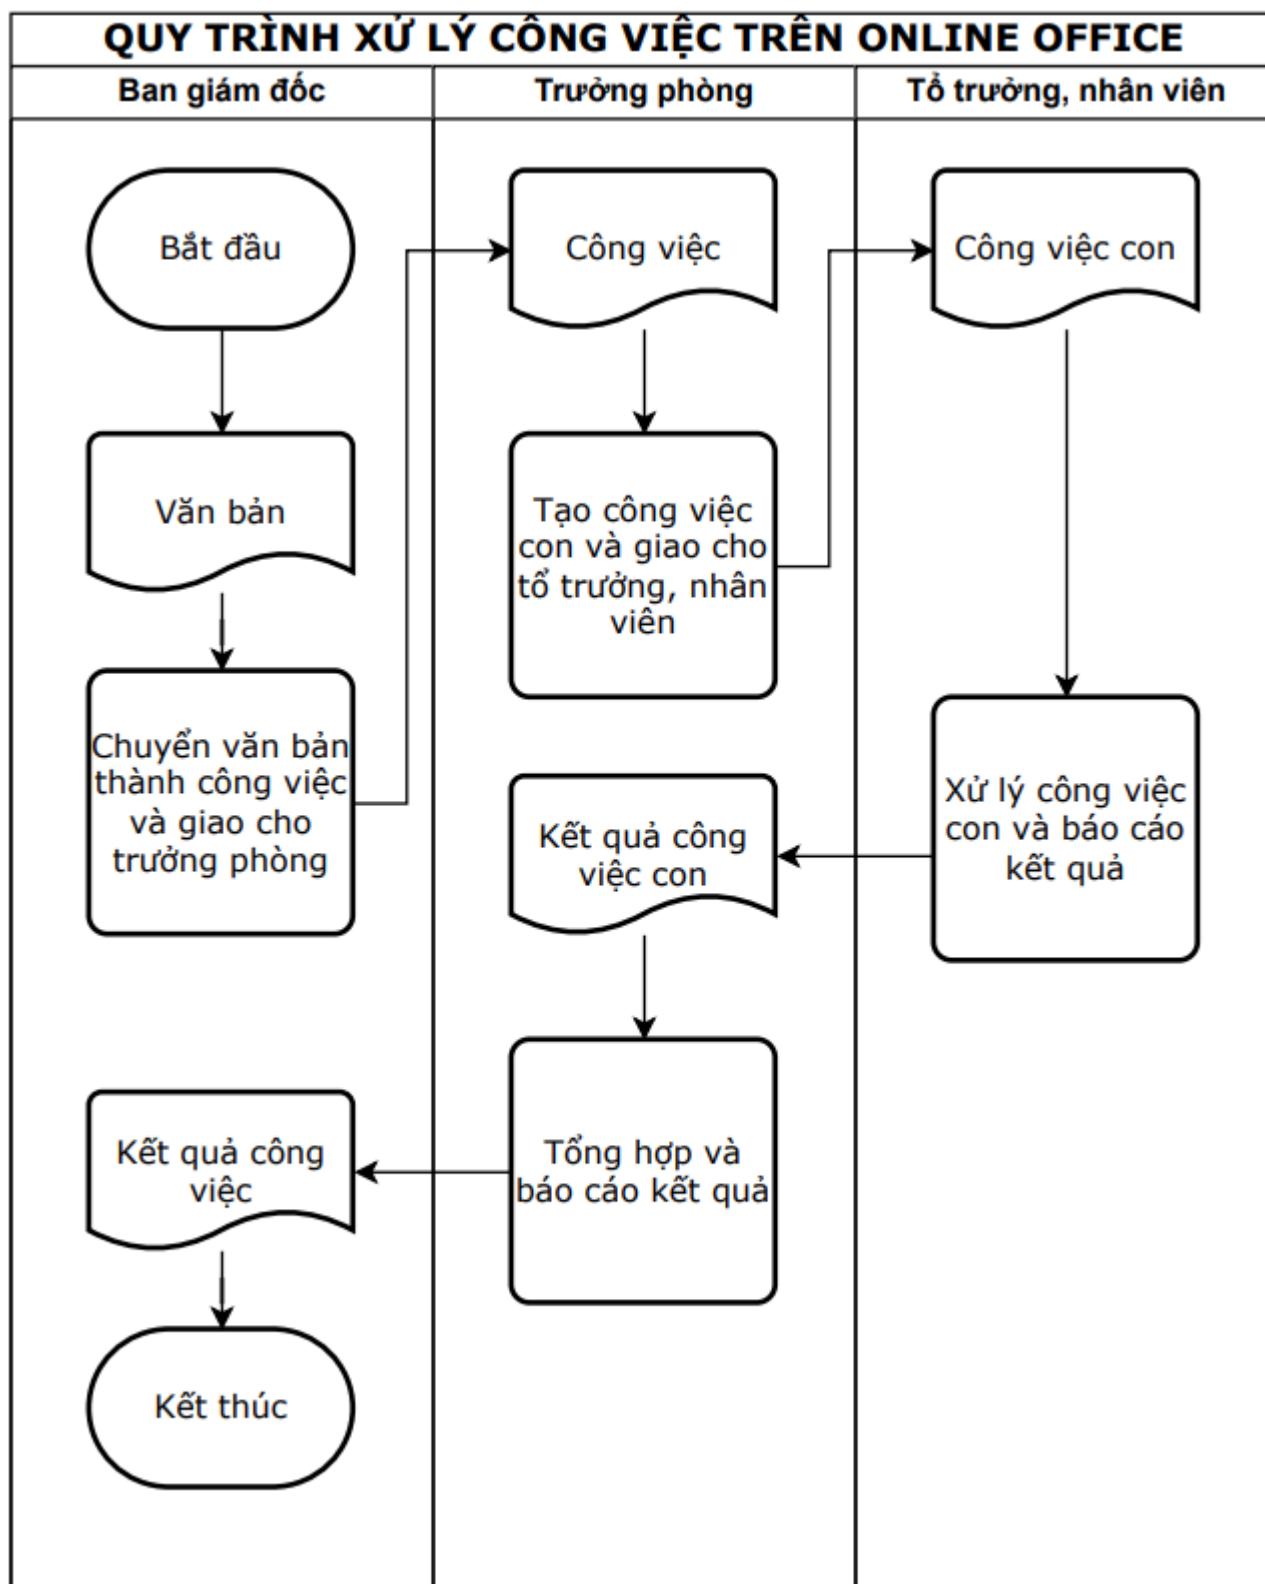 QUY TRÌNH XỬ LÝ CÔNG VIỆC TRÊN ONLINE OFFICE
Ban giám đốc
Trưởng phòng
Tổ trưởng, nhân viên
Bắt đầu
Công việc
Công việc con
Văn bản
Tạo công việc
con và giao cho
tổ trưởng, nhân
viên
Chuyển văn bản
thành công việc
và giao cho
trưởng phòng
Xử lý công việc
con và báo cáo
kết quả
Kết quả công
việc con
Tổng hợp và
báo cáo kết quả
Kết quả công
việc
Kết thúc